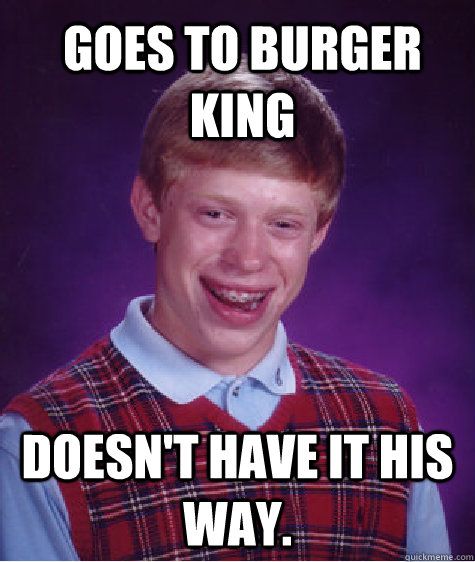 GOES TO BURGER
KING
DOESN'T HAVE IT HIS
WAY.
quickmeme.com